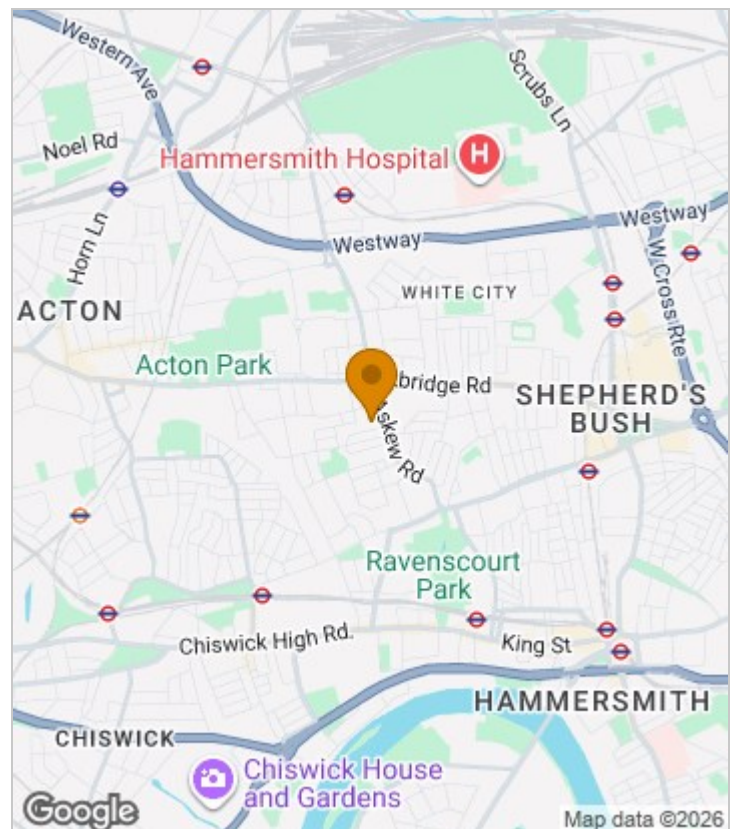 Western Ave
Scrubs Ln
Noel Rd
Hammersmith Hospital
H
Horn Ln
Westway
Westway
W Cross Rte
WHITE CITY
ACTON
Acton Park
bridge Rd
SHEPHERD'S
BUSH
Askew Rd
Ravenscourt
Park
Chiswick High Rd.
King St
HAMMERSMITH
CHISWICK
Chiswick House
and Gardens
Google
Map data ©2026